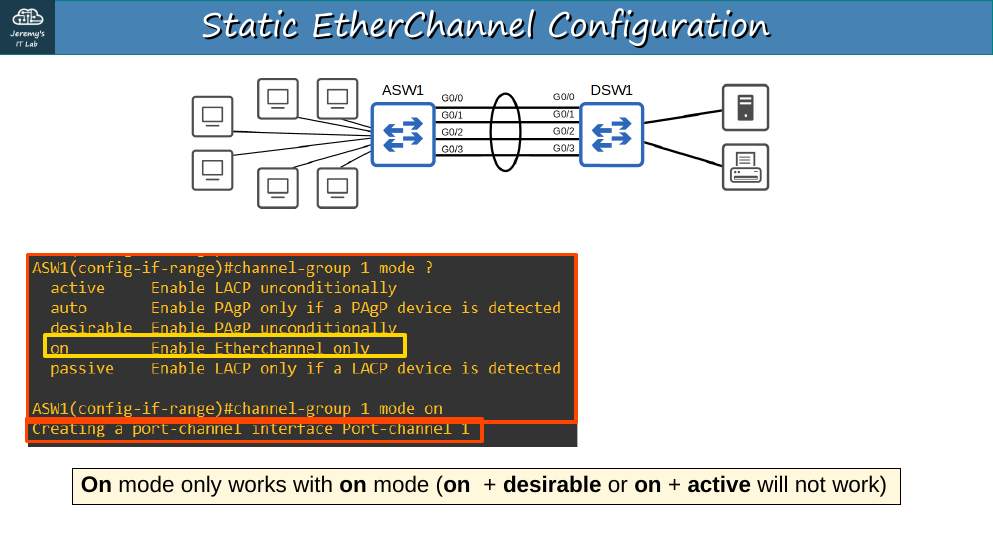 Jeremy's
IT Lab
Static EtherChannel Configuration
ASW1
DSW1
G0/0
G0/0
G0/1
G0/1
G0/2
G0/2
G0/3
G0/3
ASW1(config-if-range)#channel-group 1 mode ?
active Enable LACP unconditionally
auto Enable PAgP only if a PAgP device is detected
desirable Enable PAgP unconditionally
on Enable Etherchannel only
passive Enable LACP only if a LACP device is detected
ASW1(config-if-range)#channel-group 1 mode on
Creating a port-channel interface Port-channel 1
On mode only works with on mode (on + desirable or on + active will not work)